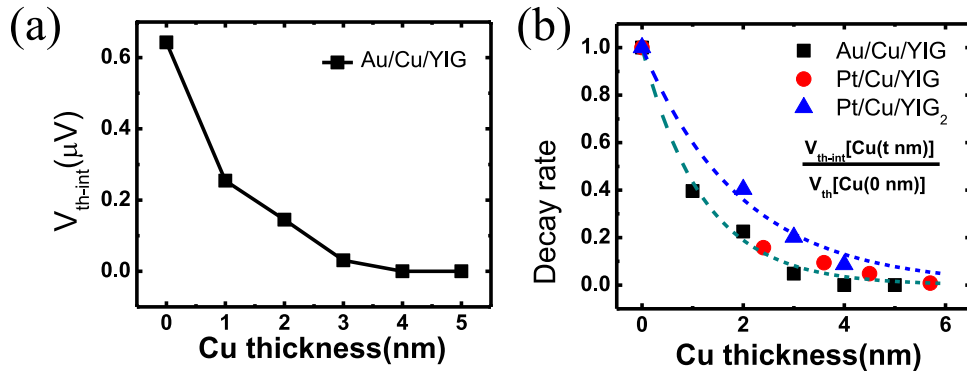 (a)
Au/Cu/YIG
V_th-int(μV)
0.6
0.4
0.2
0.0
0 1 2 3 4 5
Cu thickness(nm)
(b)
Au/Cu/YIG
Pt/Cu/YIG
Pt/Cu/YIG₂
V_th-int[Cu(t nm)]
V_th[Cu(0 nm)]
Decay rate
1.0
0.8
0.6
0.4
0.2
0.0
0 2 4 6
Cu thickness(nm)